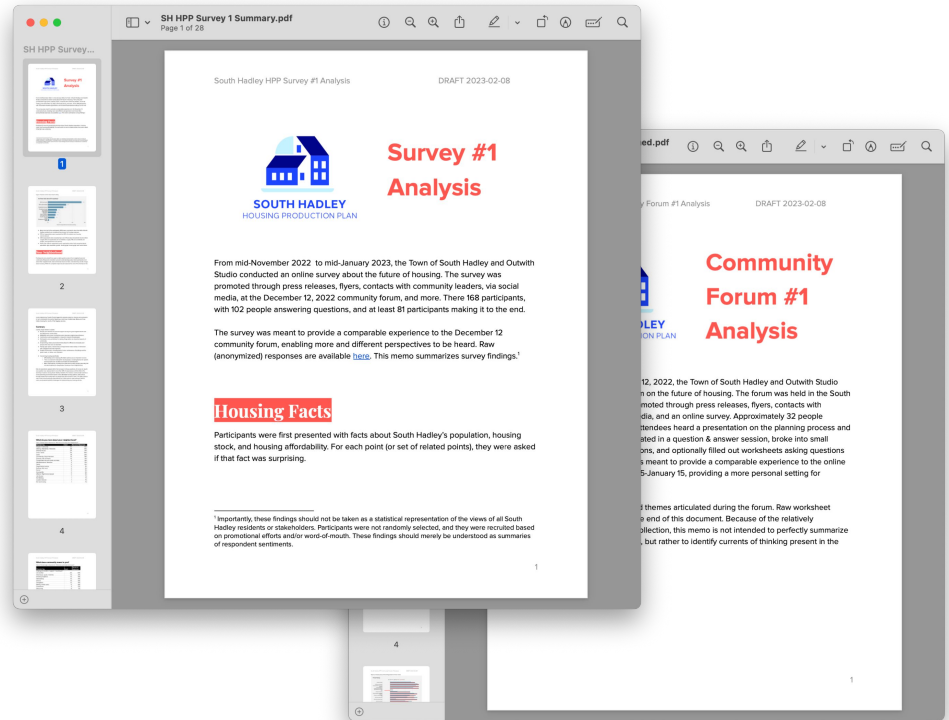 SH HPP Survey 1 Summary.pdf
Page 1 of 28
SH HPP Survey...
1
2
3
4
South Hadley HPP Survey #1 Analysis
DRAFT 2023-02-08
SOUTH HADLEY
HOUSING PRODUCTION PLAN
Survey #1
Analysis
From mid-November 2022 to mid-January 2023, the Town of South Hadley and Outwith
Studio conducted an online survey about the future of housing. The survey was
promoted through press releases, flyers, contacts with community leaders, via social
media, at the December 12, 2022 community forum, and more. There 168 participants,
with 102 people answering questions, and at least 81 participants making it to the end.
The survey was meant to provide a comparable experience to the December 12
community forum, enabling more and different perspectives to be heard. Raw
(anonymized) responses are available here. This memo summarizes survey findings.¹
Housing Facts
Participants were first presented with facts about South Hadley's population, housing
stock, and housing affordability. For each point (or set of related points), they were asked
if that fact was surprising.
¹ Importantly, these findings should not be taken as a statistical representation of the views of all South
Hadley residents or stakeholders. Participants were not randomly selected, and they were recruited based
on promotional efforts and/or word-of-mouth. These findings should merely be understood as summaries
of respondent sentiments.
1
ed.pdf
y Forum #1 Analysis
DRAFT 2023-02-08
LEY
ON PLAN
Community
Forum #1
Analysis
12, 2022, the Town of South Hadley and Outwith Studio
n on the future of housing. The forum was held in the South
moted through press releases, flyers, contacts with
dia, and an online survey. Approximately 32 people
ttendees heard a presentation on the planning process and
ated in a question & answer session, broke into small
ons, and optionally filled out worksheets asking questions
s meant to provide a comparable experience to the online
5-January 15, providing a more personal setting for
d themes articulated during the forum. Raw worksheet
e end of this document. Because of the relatively
ollection, this memo is not intended to perfectly summarize
, but rather to identify currents of thinking present in the
1
4